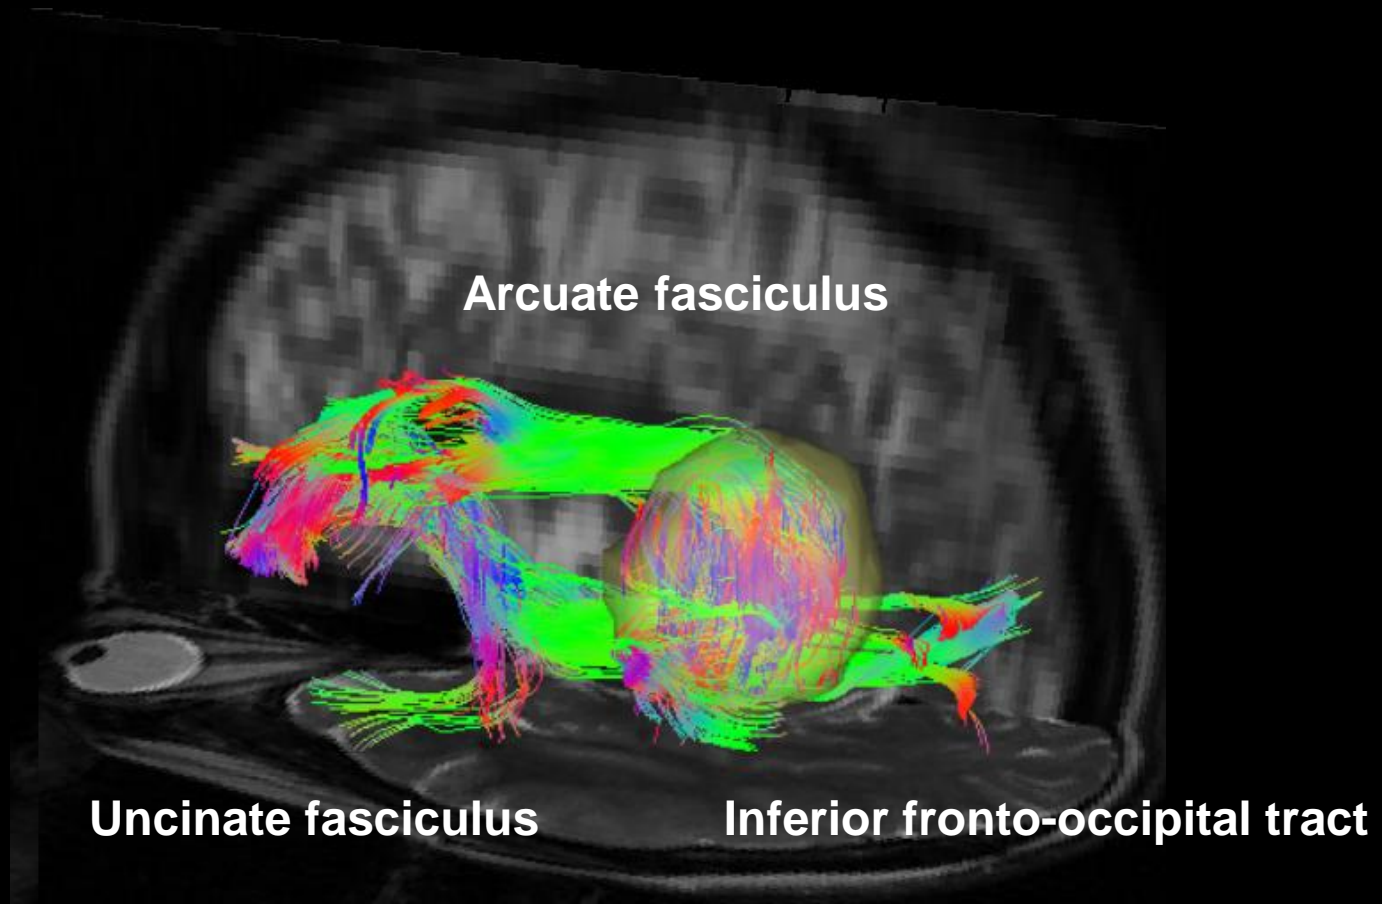 Arcuate fasciculus
Uncinate fasciculus
Inferior fronto-occipital tract